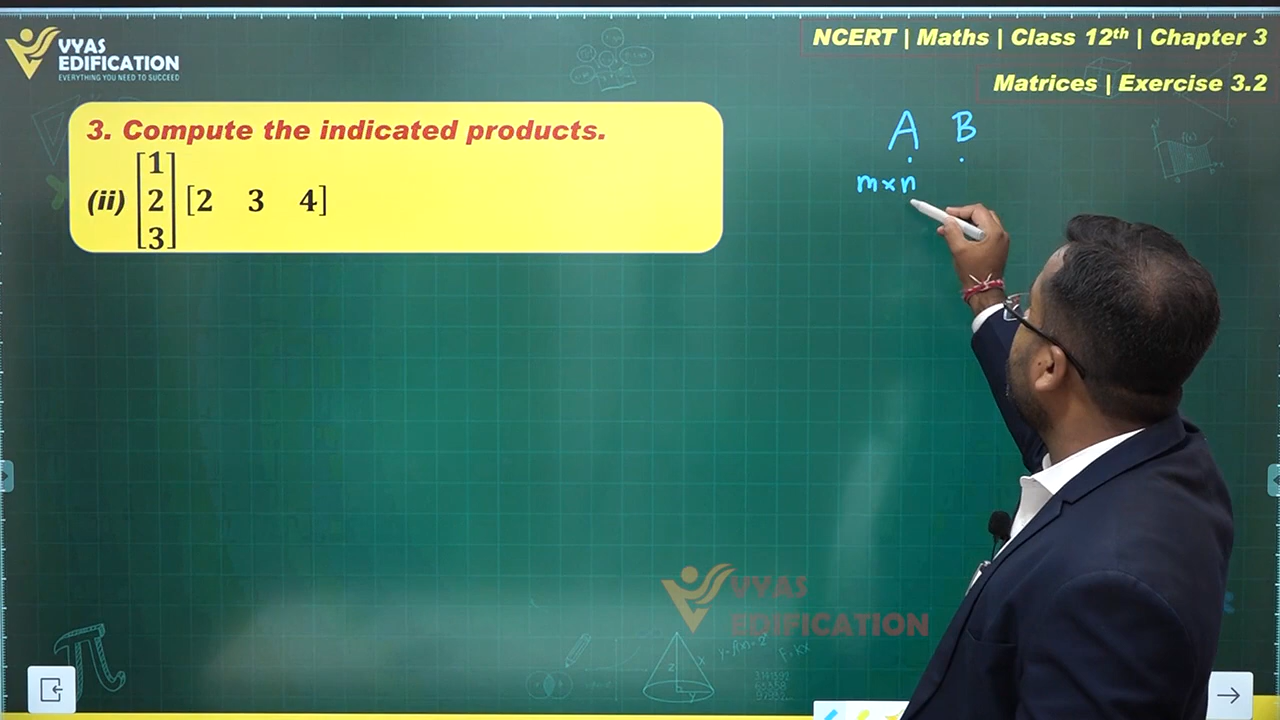 VYAS
EDIFICATION
EVERYTHING YOU NEED TO SUCCEED
NCERT | Maths | Class 12ᵗʰ | Chapter 3
Matrices | Exercise 3.2
3. Compute the indicated products.
(ii) [1 2 3] [2 3 4]
A B
m×n
VYAS
EDIFICATION